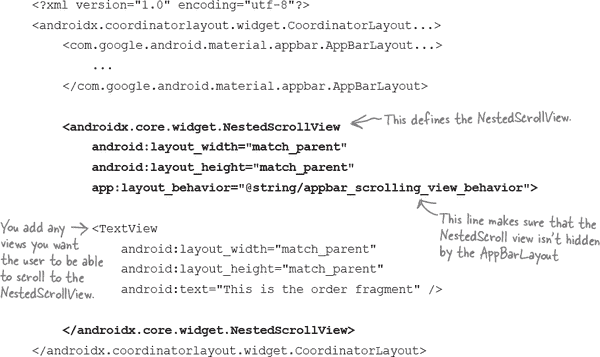 <?xml version="1.0" encoding="utf-8"?>
<androidx.coordinatorlayout.widget.CoordinatorLayout...>
<com.google.android.material.appbar.AppBarLayout...>
...
</com.google.android.material.appbar.AppBarLayout>
<androidx.core.widget.NestedScrollView
This defines the NestedScrollView.
android:layout_width="match_parent"
android:layout_height="match_parent"
app:layout_behavior="@string/appbar_scrolling_view_behavior">
This line makes sure that the
NestedScroll view isn't hidden
by the AppBarLayout
You add any
views you want
the user to be able
to scroll to the
NestedScrollView.
<TextView
android:layout_width="match_parent"
android:layout_height="match_parent"
android:text="This is the order fragment" />
</androidx.core.widget.NestedScrollView>
</androidx.coordinatorlayout.widget.CoordinatorLayout>